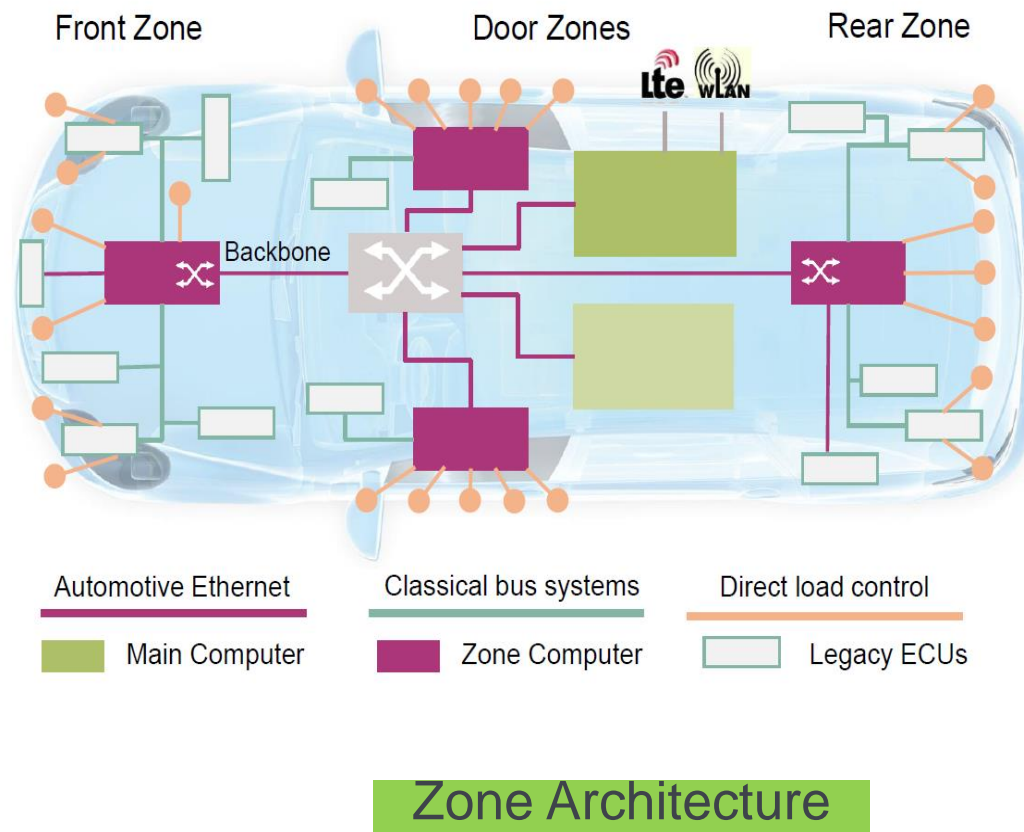 Front Zone
Door Zones
Rear Zone
Lte WLAN
Backbone
Automotive Ethernet
Classical bus systems
Direct load control
Main Computer
Zone Computer
Legacy ECUs
Zone Architecture